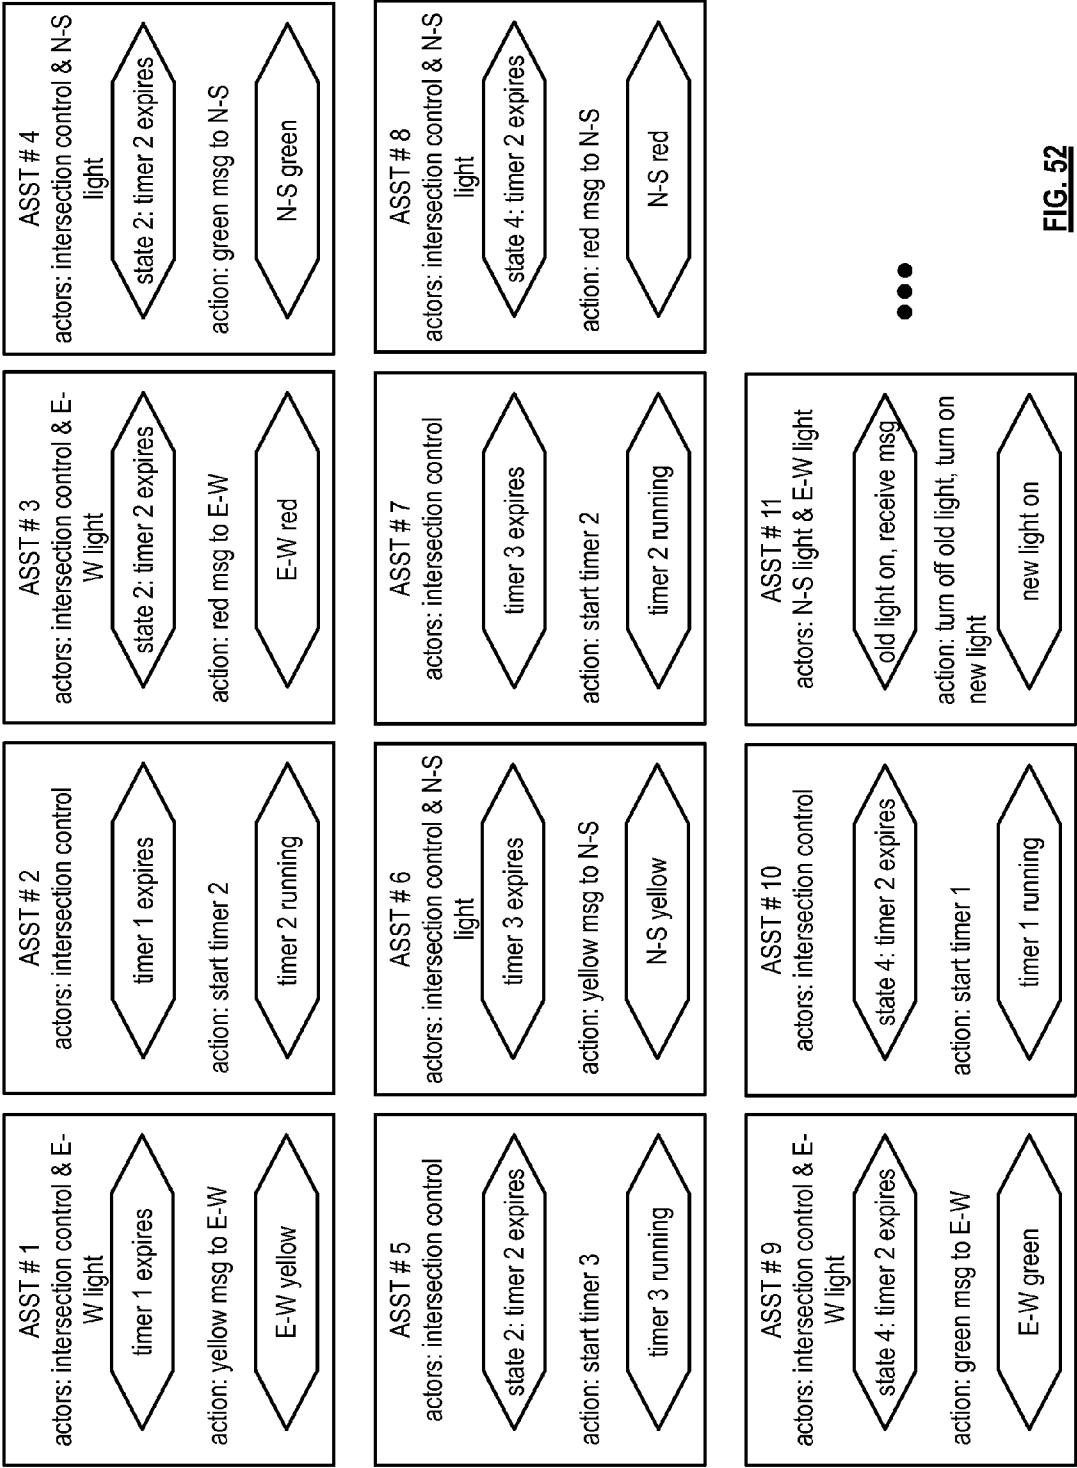 ASST # 1
actors: intersection control & E-
W light
timer 1 expires
action: yellow msg to E-W
E-W yellow
ASST # 2
actors: intersection control
timer 1 expires
action: start timer 2
timer 2 running
ASST # 3
actors: intersection control & E-
W light
state 2: timer 2 expires
action: red msg to E-W
E-W red
ASST # 4
actors: intersection control & N-S
light
state 2: timer 2 expires
action: green msg to N-S
N-S green
ASST # 5
actors: intersection control
state 2: timer 2 expires
action: start timer 3
timer 3 running
ASST # 6
actors: intersection control & N-S
light
timer 3 expires
action: yellow msg to N-S
N-S yellow
ASST # 7
actors: intersection control
timer 3 expires
action: start timer 2
timer 2 running
ASST # 8
actors: intersection control & N-S
light
state 4: timer 2 expires
action: red msg to N-S
N-S red
ASST # 9
actors: intersection control & E-
W light
state 4: timer 2 expires
action: green msg to E-W
E-W green
ASST # 10
actors: intersection control
state 4: timer 2 expires
action: start timer 1
timer 1 running
ASST # 11
actors: N-S light & E-W light
old light on, receive msg
action: turn off old light, turn on
new light
new light on
FIG. 52